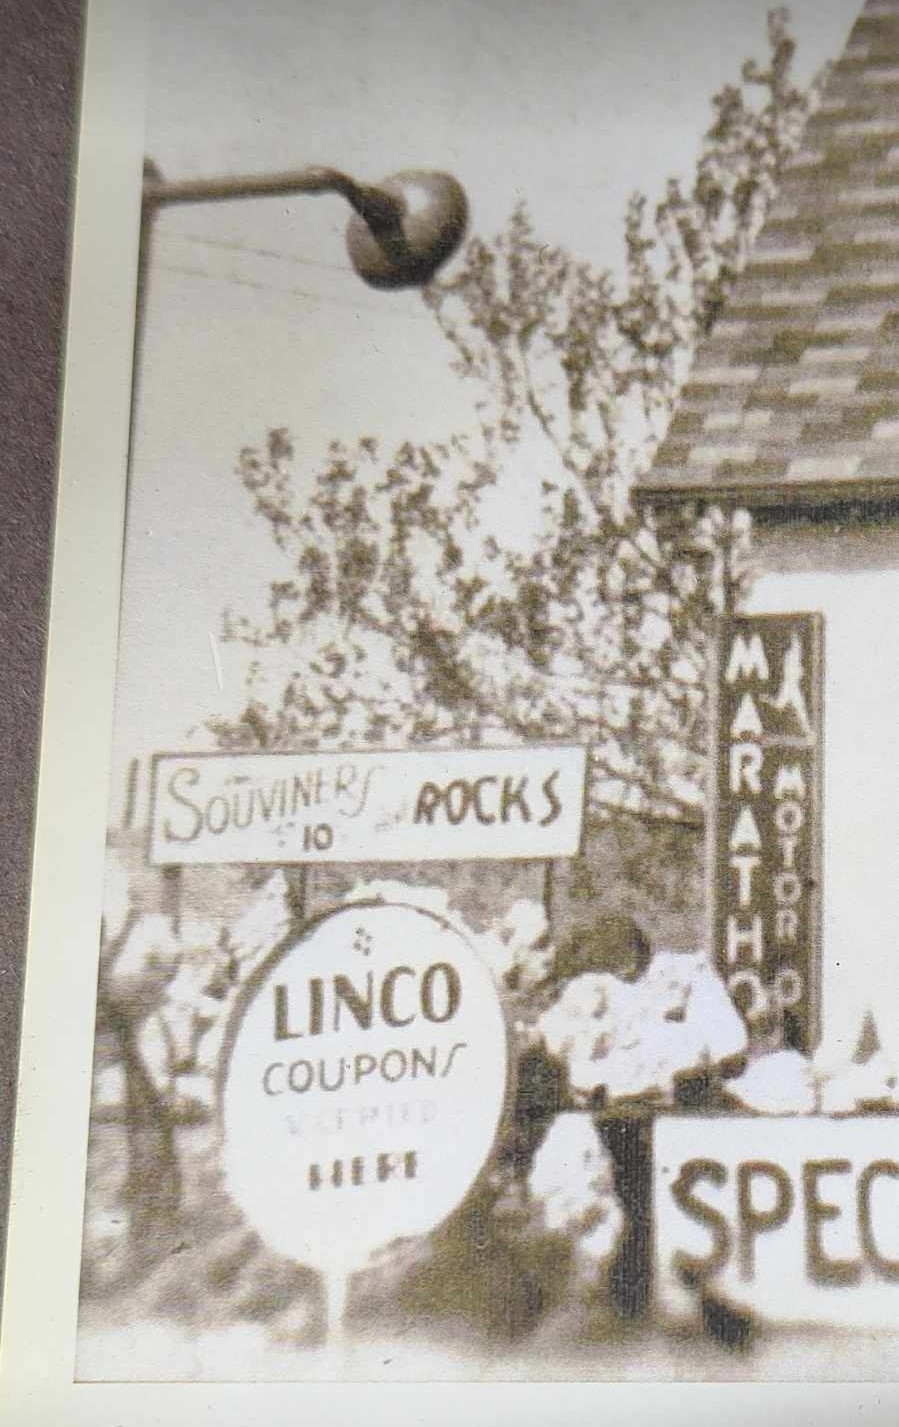 SOUVINERS ROCKS
10
LINCO
COUPONS
HERE
MARATHO
MOTOR O
SPEC